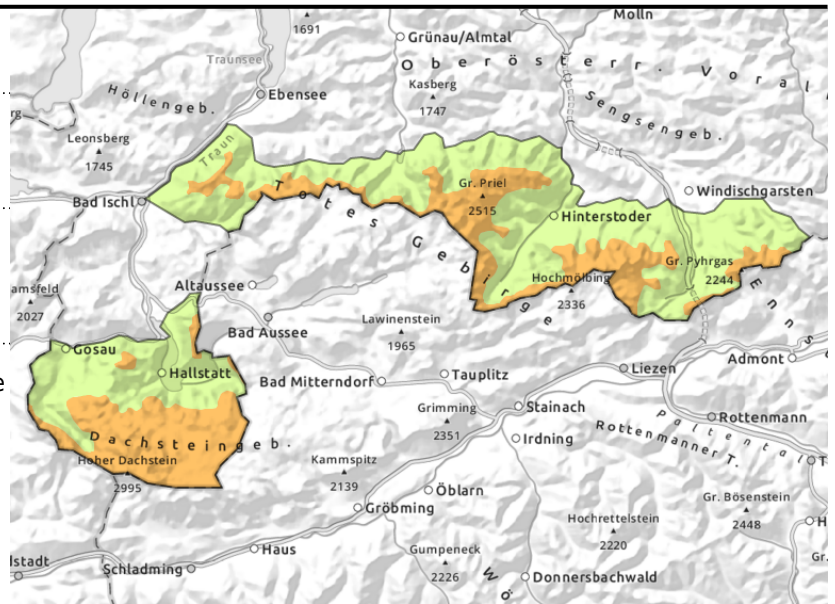 Molln
1691
Grünau/Almtal
Traunsee
Oberösterr. Voral
Kasberg
1747
Höllengeb.
Ebensee
Sengsengeb.
rg
Leonsberg
1745
Traun
Bad Ischl
Totes Gebirge
Gr. Priel
2515
Windischgarsten
Hinterstoder
Gr. Pyhrgas
2244
Hochmölbing
2336
Enns
amsfeld
2027
Altaussee
Bad Aussee
Lawinenstein
1965
Gosau
Hallstatt
Admont
Liezen
e
Bad Mitterndorf
Tauplitz
Grimming
2351
Stainach
Paltental
Rottenmann
Rottenmanner T.
Irdning
Dachsteingeb.
Hoher Dachstein
2995
Kammspitz
2139
T
Öblarn
Gröbming
Gr. Bösenstein
2448
Hochrettelstein
2220
H
Haus
Gumpeneck
2226
Gr.
lstadt
Schladming
Wö
Donnersbachwald